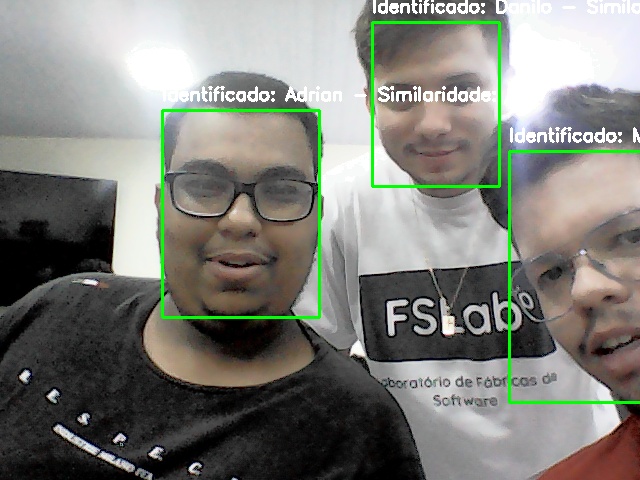 Identificado: Danilo - Simila
Identificado: Adrian - Similaridade:
Identificado: M
FSLab
Laboratório de Fábricas de
Software
R E S P E C